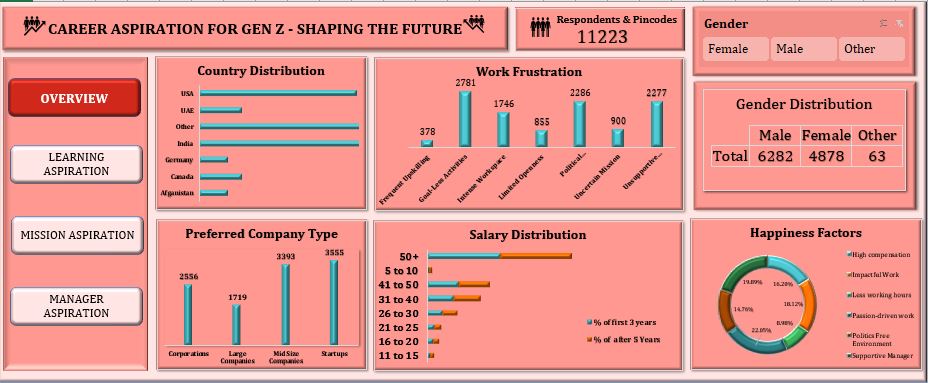 CAREER ASPIRATION FOR GEN Z - SHAPING THE FUTURE
Respondents & Pincodes
11223
Gender
Female
Male
Other
OVERVIEW
LEARNING
ASPIRATION
MISSION ASPIRATION
MANAGER
ASPIRATION
Country Distribution
USA
UAE
Other
India
Germany
Canada
Afganistan
Work Frustration
378
2781
1746
855
2286
900
2277
Frequent Upskilling
Goal-Less Activities
Intense Workspace
Limited Openness
Political...
Uncertain Mission
Unsupportive...
Gender Distribution
Male Female Other
Total 6282 4878 63
Preferred Company Type
2556
1719
3393
3555
Corporations
Large
Companies
Mid Size
Companies
Startups
Salary Distribution
50+
5 to 10
41 to 50
31 to 40
26 to 30
21 to 25
16 to 20
11 to 15
% of first 3 years
% of after 5 Years
Happiness Factors
16.20%
18.12%
8.98%
22.05%
14.76%
19.89%
High compensation
Impactful Work
Less working hours
Passion-driven work
Politics Free
Environment
Supportive Manager